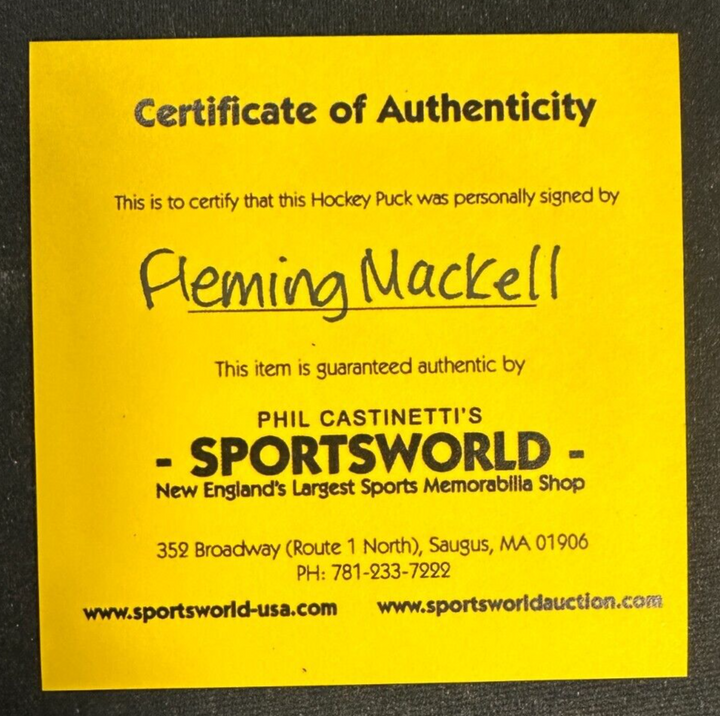 Certificate of Authenticity
This is to certify that this Hockey Puck was personally signed by
Fleming Mackell
This item is guaranteed authentic by
PHIL CASTINETTI'S
- SPORTSWORLD -
New England's Largest Sports Memorabilia Shop
352 Broadway (Route 1 North), Saugus, MA 01906
PH: 781-233-7222
www.sportsworld-usa.com www.sportsworldauction.com